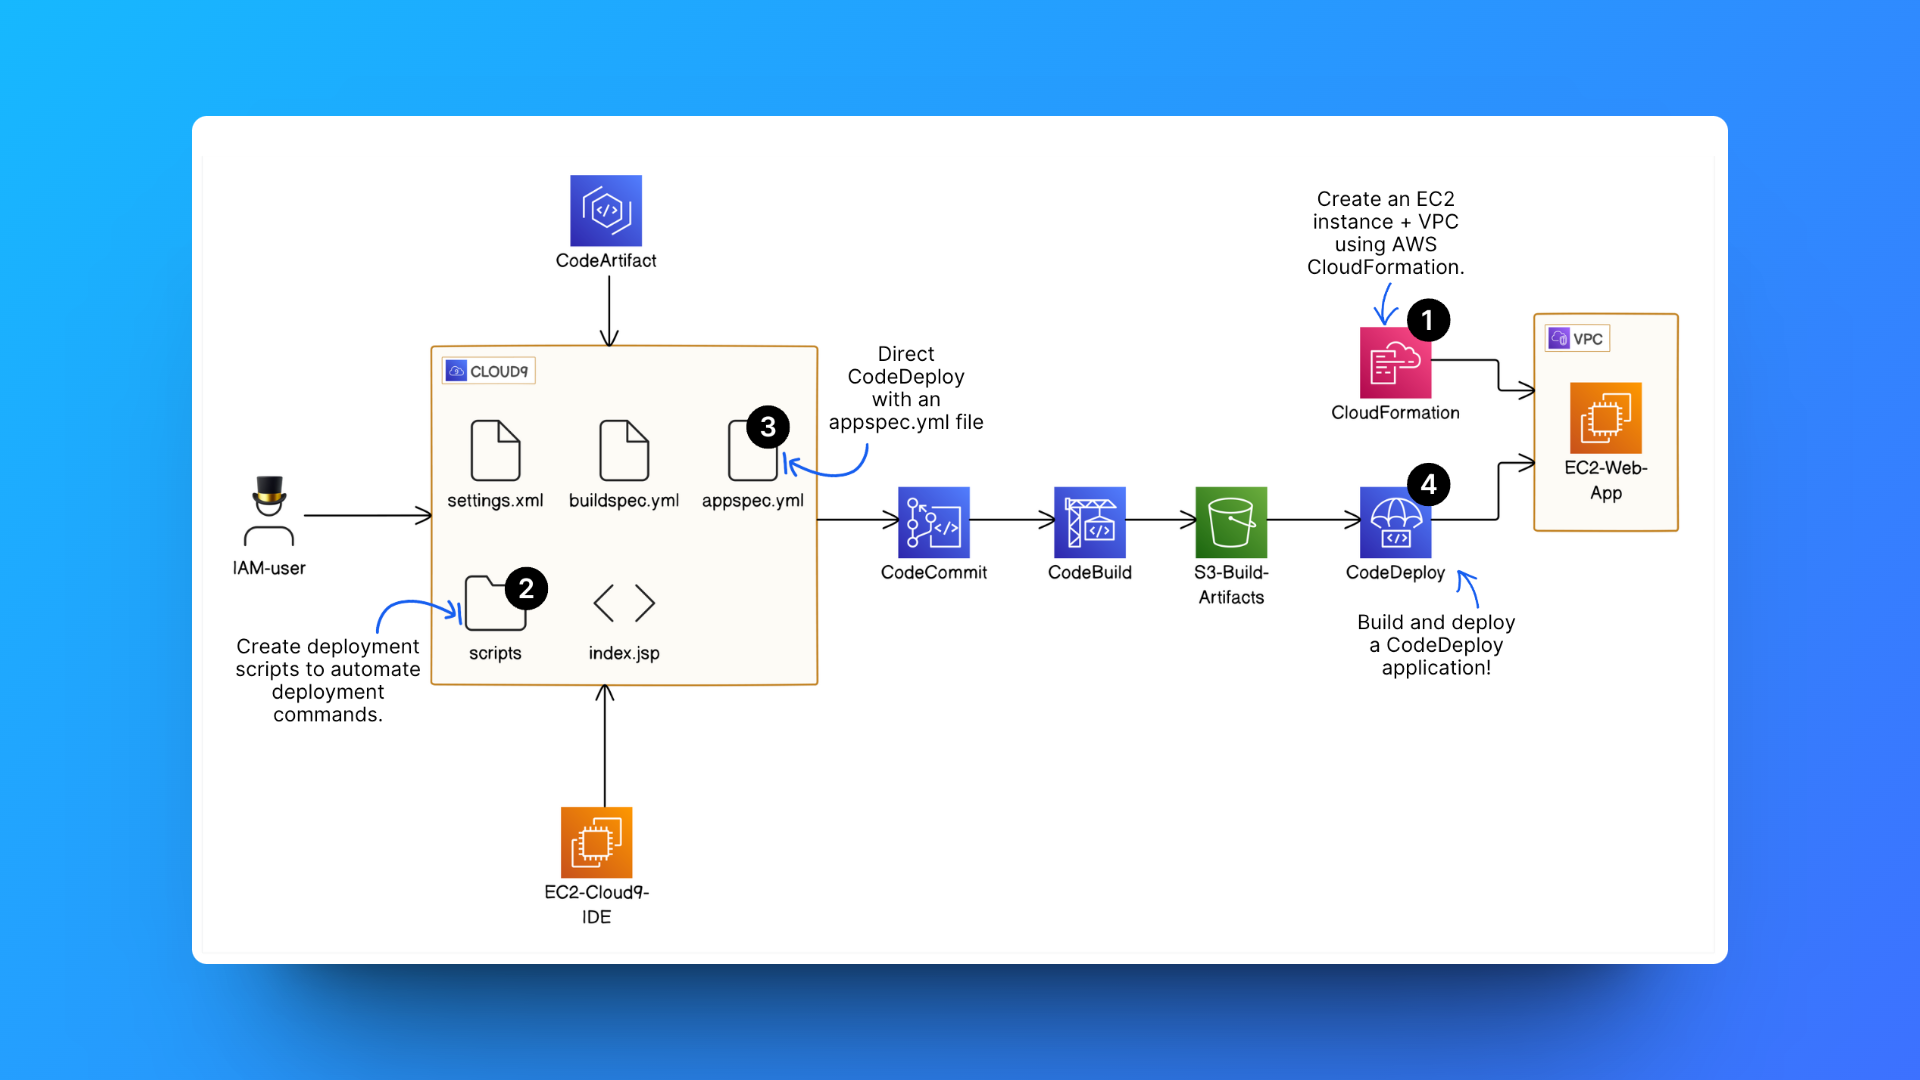 CodeArtifact
Create an EC2
instance + VPC
using AWS
CloudFormation.
1
CloudFormation
VPC
EC2-Web-
App
CLOUD9
Direct
CodeDeploy
with an
appspec.yml file
3
settings.xml
buildspec.yml
appspec.yml
IAM-user
2
scripts
index.jsp
Create deployment
scripts to automate
deployment
commands.
CodeCommit
CodeBuild
S3-Build-
Artifacts
4
CodeDeploy
Build and deploy
a CodeDeploy
application!
EC2-Cloud9-
IDE